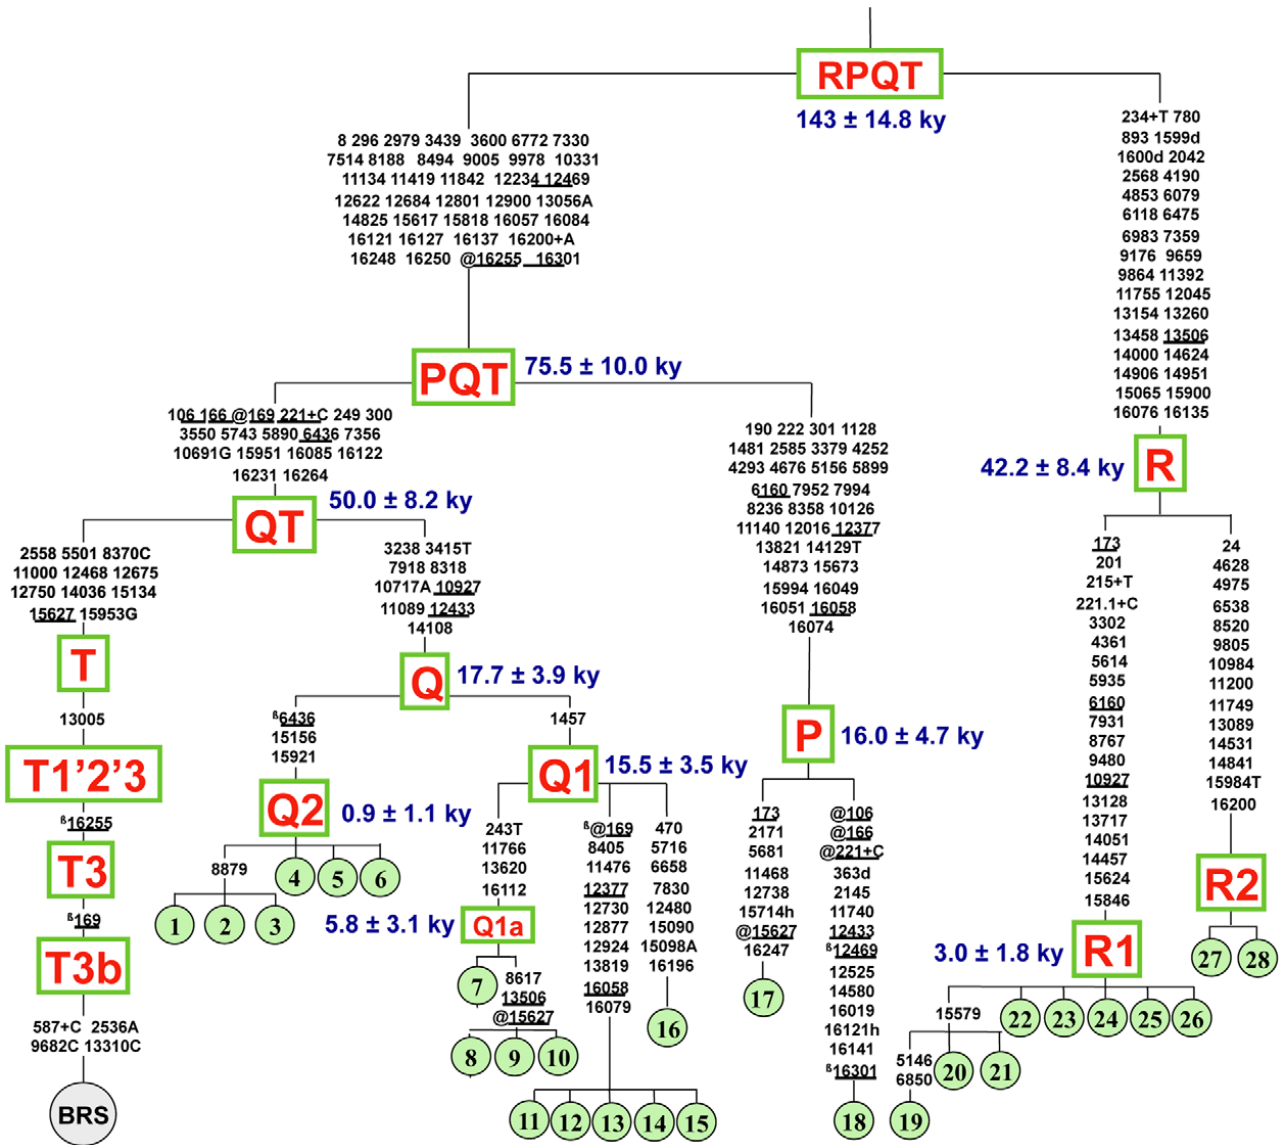 RPQT
143 ± 14.8 ky
8 296 2979 3439 3600 6772 7330
7514 8188 8494 9005 9978 10331
11134 11419 11842 12234 12469
12622 12684 12801 12900 13056A
14825 15617 15818 16057 16084
16121 16127 16137 16200+A
16248 16250 @16255 16301
234+T 780
893 1599d
1600d 2042
2568 4190
4853 6079
6118 6475
6983 7359
9176 9659
9864 11392
11755 12045
13154 13260
13458 13506
14000 14624
14906 14951
15065 15900
16076 16135
PQT
75.5 ± 10.0 ky
106 166 @169 221+C 249 300
3550 5743 5890 6436 7356
10691G 15951 16085 16122
16231 16264
190 222 301 1128
1481 2585 3379 4252
4293 4676 5156 5899
6160 7952 7994
8236 8358 10126
11140 12016 12377
13821 14129T
14873 15673
15994 16049
16051 16058
16074
R
42.2 ± 8.4 ky
QT
50.0 ± 8.2 ky
2558 5501 8370C
11000 12468 12675
12750 14036 15134
15627 15953G
3238 3415T
7918 8318
10717A 10927
11089 12433
14108
T
13005
T1’2’3
ß16255
T3
ß169
T3b
587+C 2536A
9682C 13310C
BRS
Q
17.7 ± 3.9 ky
ß6436
15156
15921
Q2
0.9 ± 1.1 ky
8879
1
2
3
4
5
6
1457
Q1
15.5 ± 3.5 ky
243T
11766
13620
16112
Q1a
5.8 ± 3.1 ky
7
8617
13506
@15627
8
9
10
ß@169
8405
11476
12377
12730
12877
12924
13819
16058
16079
11
12
13
14
15
470
5716
6658
7830
12480
15090
15098A
16196
16
P
16.0 ± 4.7 ky
173
2171
5681
11468
12738
15714h
@15627
16247
17
@106
@166
@221+C
363d
2145
11740
12433
ß12469
12525
14580
16019
16121h
16141
ß16301
18
173
201
215+T
221.1+C
3302
4361
5614
5935
6160
7931
8767
9480
10927
13128
13717
14051
14457
15624
15846
R1
3.0 ± 1.8 ky
15579
5146
6850
19
20
21
22
23
24
25
26
24
4628
4975
6538
8520
9805
10984
11200
11749
13089
14531
14841
15984T
16200
R2
27
28